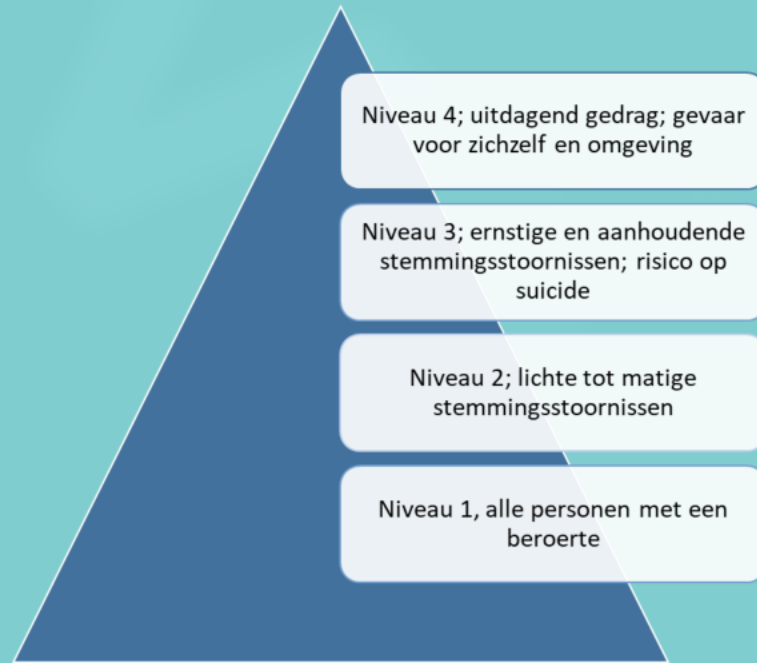 Niveau 4; uitdagend gedrag; gevaar
voor zichzelf en omgeving
Niveau 3; ernstige en aanhoudende
stemmingsstoornissen; risico op
suicide
Niveau 2; lichte tot matige
stemmingsstoornissen
Niveau 1, alle personen met een
beroerte